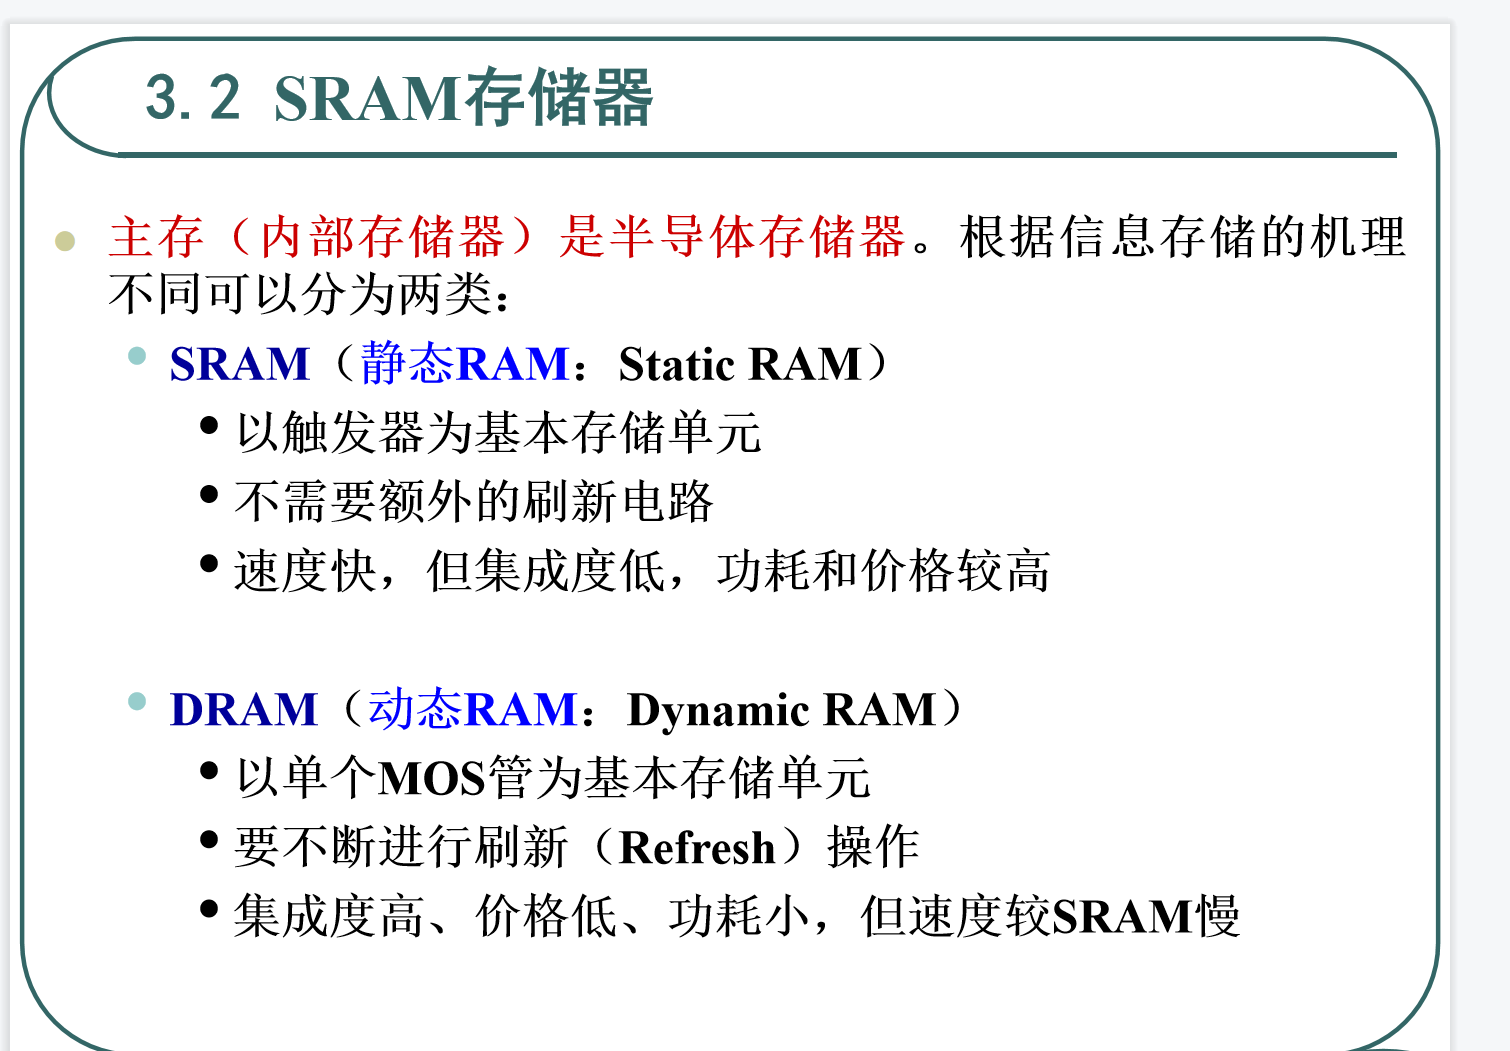 3.2 SRAM存储器
主存（内部存储器）是半导体存储器。根据信息存储的机理
不同可以分为两类：
SRAM（静态RAM：Static RAM）
以触发器为基本存储单元
不需要额外的刷新电路
速度快，但集成度低，功耗和价格较高
DRAM（动态RAM：Dynamic RAM）
以单个MOS管为基本存储单元
要不断进行刷新（Refresh）操作
集成度高、价格低、功耗小，但速度较SRAM慢